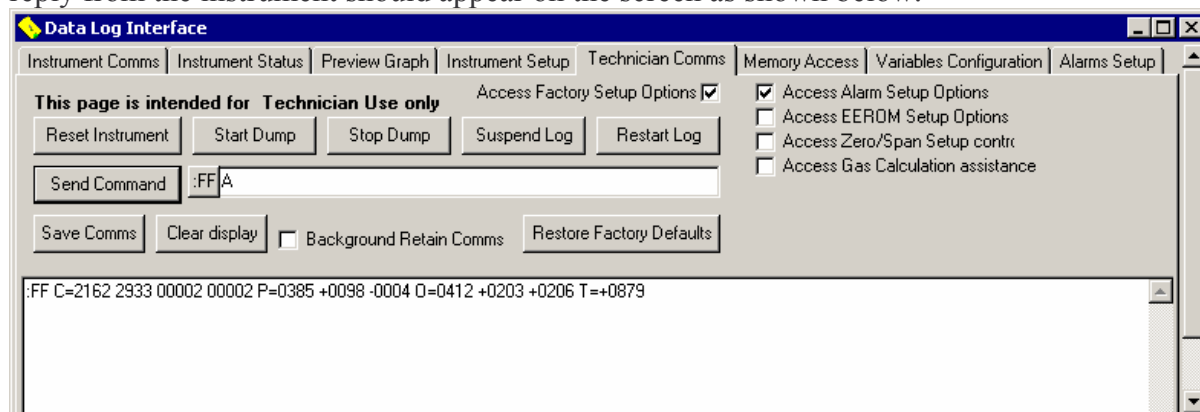 reply from the instrument should appear on the screen as shown below.
Data Log Interface
Instrument Comms Instrument Status Preview Graph Instrument Setup Technician Comms Memory Access Variables Configuration Alarms Setup
This page is intended for Technician Use only
Access Factory Setup Options
Access Alarm Setup Options
Access EEROM Setup Options
Access Zero/Span Setup contrc
Access Gas Calculation assistance
Reset Instrument Start Dump Stop Dump Suspend Log Restart Log
Send Command :FF A
Save Comms Clear display Background Retain Comms Restore Factory Defaults
:FF C=2162 2933 00002 00002 P=0385 +0098 -0004 O=0412 +0203 +0206 T=+0879